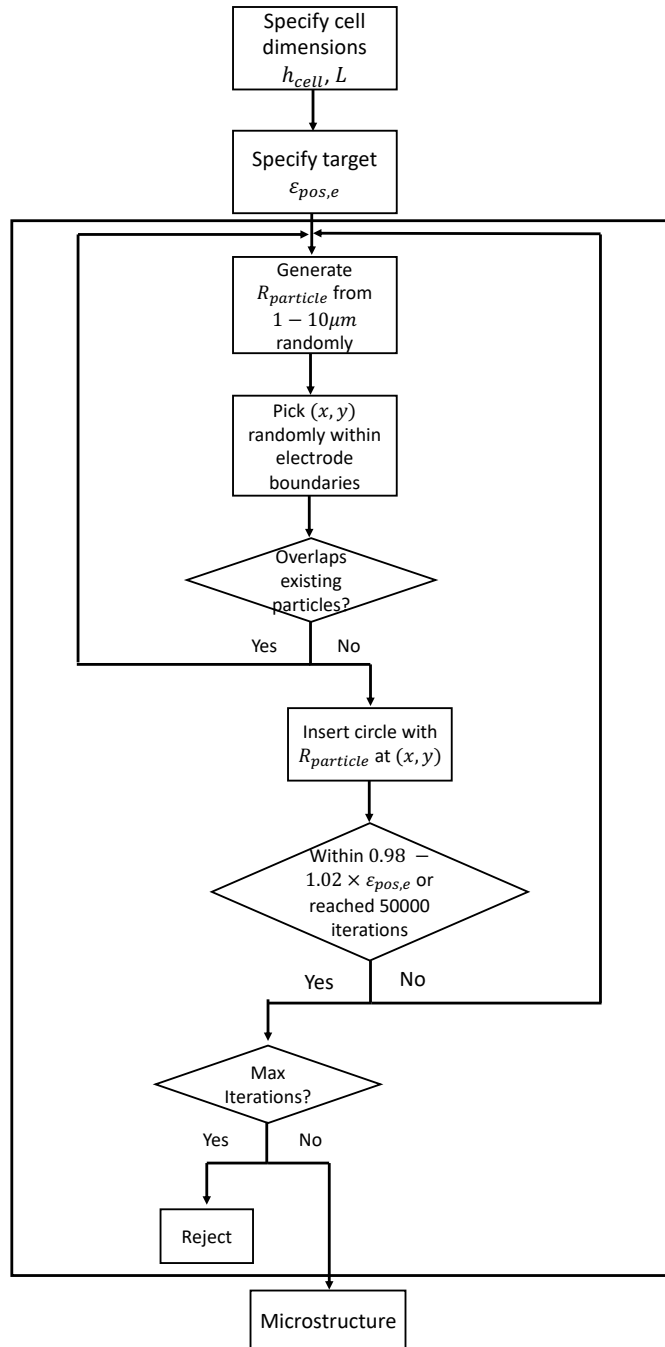 Specify cell
dimensions
h_cell, L
Specify target
ε_pos,e
Generate
R_particle from
1 − 10μm
randomly
Pick (x, y)
randomly within
electrode
boundaries
Overlaps
existing
particles?
Yes No
Insert circle with
R_particle at (x, y)
Within 0.98 −
1.02 × ε_pos,e or
reached 50000
iterations
Yes No
Max
Iterations?
Yes No
Reject
Microstructure